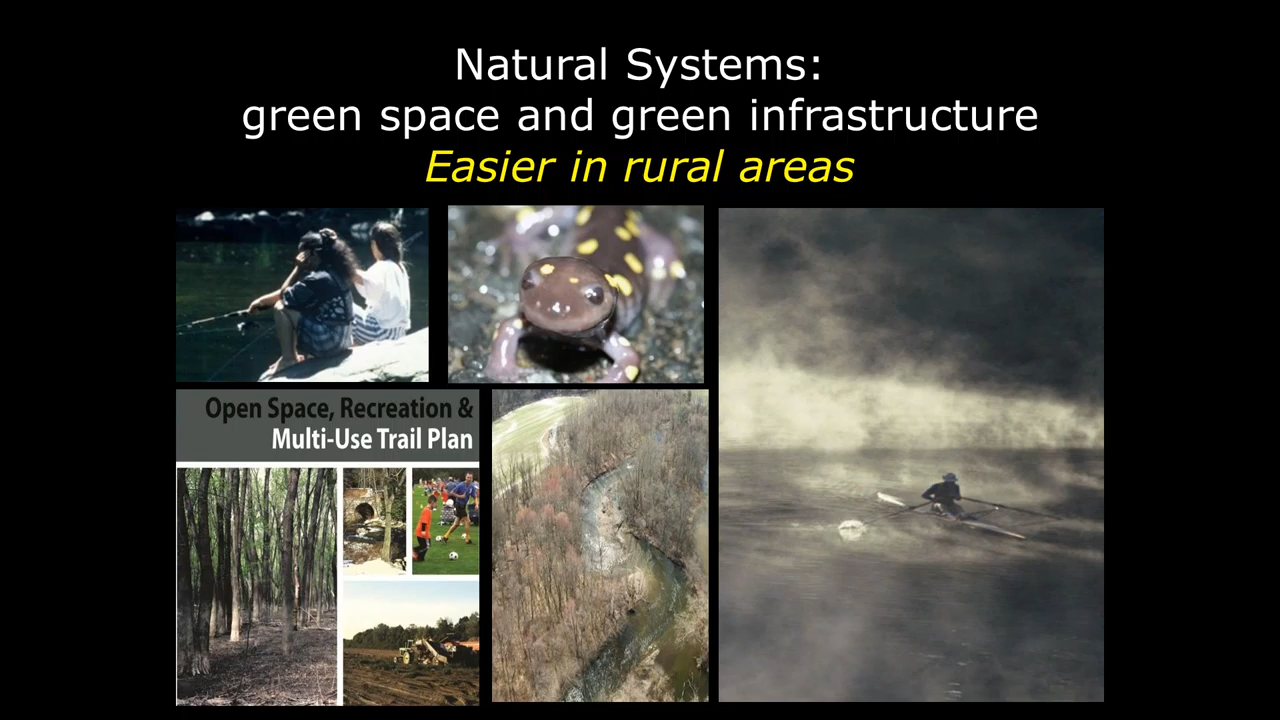 Natural Systems:
green space and green infrastructure
Easier in rural areas
Open Space, Recreation &
Multi-Use Trail Plan